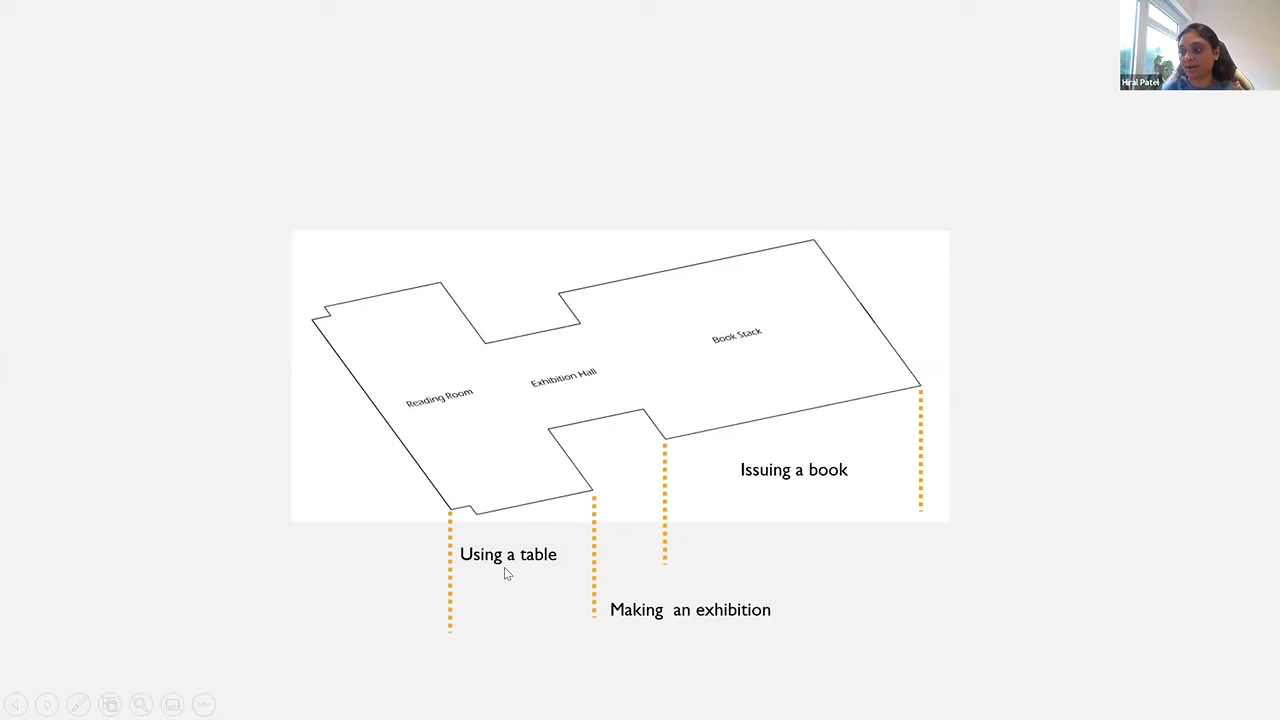 Hiral Patel
Book Stack
Exhibition Hall
Reading Room
Issuing a book
Using a table
Making an exhibition